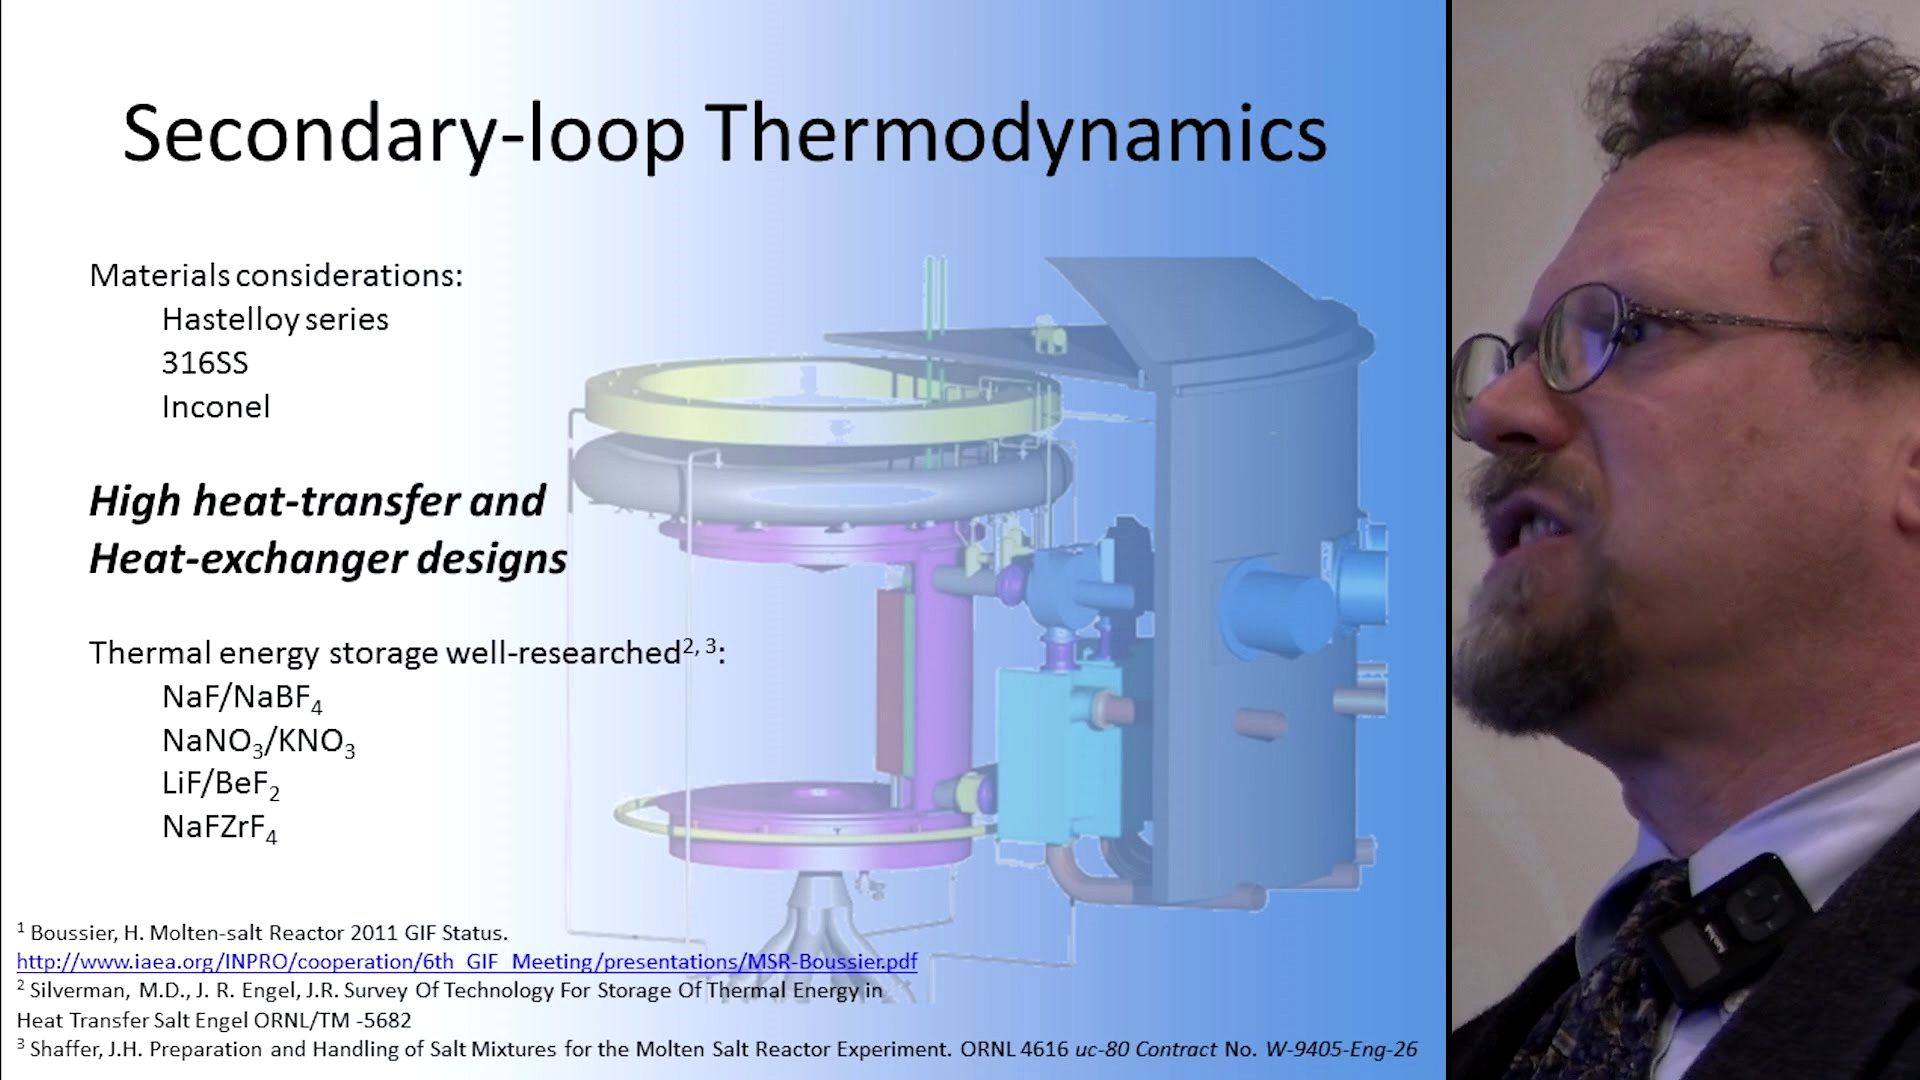 Secondary-loop Thermodynamics
Materials considerations:
Hastelloy series
316SS
Inconel
High heat-transfer and
Heat-exchanger designs
Thermal energy storage well-researched2, 3:
NaF/NaBF4
NaNO3/KNO3
LiF/BeF2
NaFZrF4
1 Boussier, H. Molten-salt Reactor 2011 GIF Status.
http://www.iaea.org/INPRO/cooperation/6th_GIF_Meeting/presentations/MSR-Boussier.pdf
2 Silverman, M.D., J. R. Engel, J.R. Survey Of Technology For Storage Of Thermal Energy in
Heat Transfer Salt Engel ORNL/TM -5682
3 Shaffer, J.H. Preparation and Handling of Salt Mixtures for the Molten Salt Reactor Experiment. ORNL 4616 uc-80 Contract No. W-9405-Eng-26